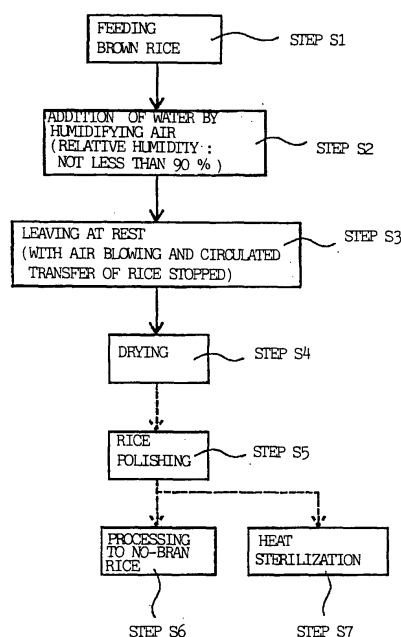 FEEDING
BROWN RICE
STEP S1
ADDITION OF WATER BY
HUMIDIFYING AIR
(RELATIVE HUMIDITY :
NOT LESS THAN 90 %)
STEP S2
LEAVING AT REST
(WITH AIR BLOWING AND CIRCULATED
TRANSFER OF RICE STOPPED)
STEP S3
DRYING
STEP S4
RICE
POLISHING
STEP S5
PROCESSING
TO NO-BRAN
RICE
STEP S6
HEAT
STERILIZATION
STEP S7